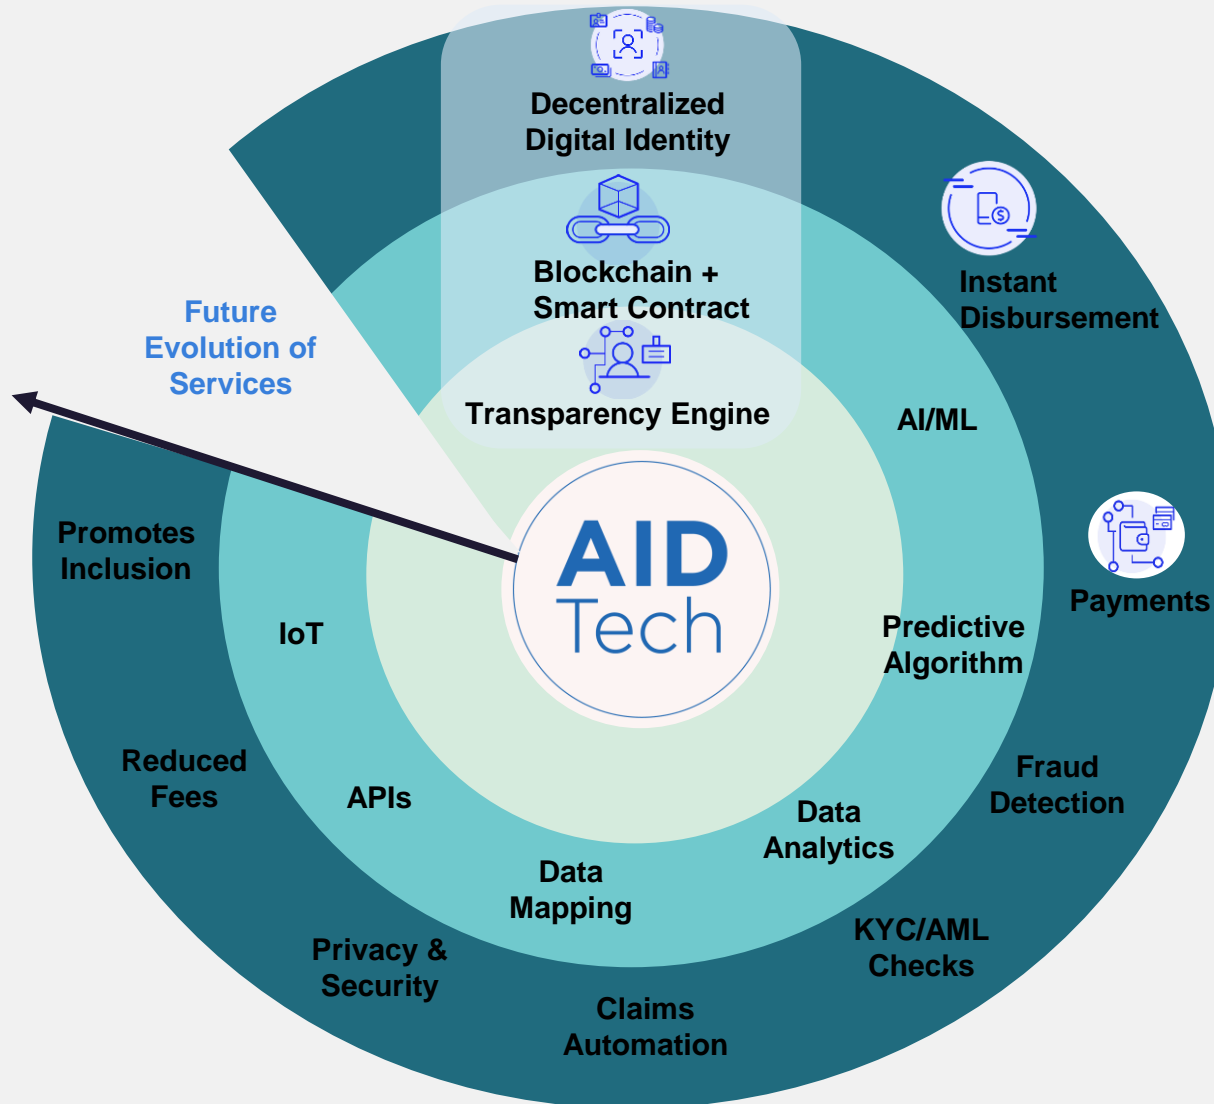 Decentralized
Digital Identity
Blockchain +
Smart Contract
Transparency Engine
Instant
Disbursement
Future
Evolution of
Services
AI/ML
Promotes
Inclusion
AID
Tech
Payments
IoT
Predictive
Algorithm
Reduced
Fees
APIs
Fraud
Detection
Data
Analytics
Data
Mapping
Privacy &
Security
KYC/AML
Checks
Claims
Automation